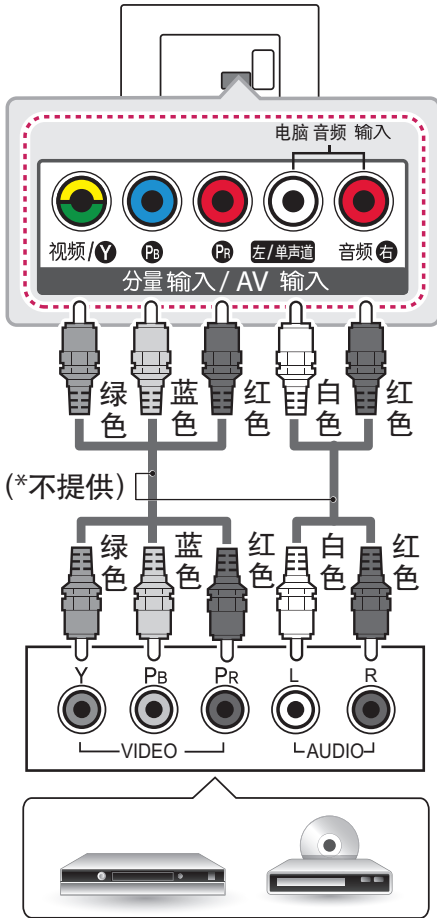 电脑 音频 输入
视频/Y PB PR 左/单声道 音频 右
分量 输入 / AV 输入
绿色 蓝色 红色 白色 红色
(*不提供)
绿色 蓝色 红色 白色 红色
Y PB PR L R
VIDEO AUDIO